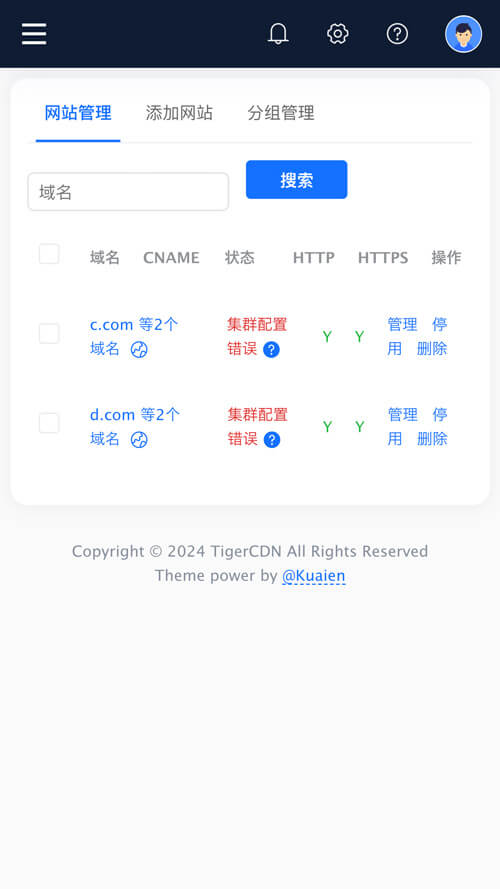 网站管理 添加网站 分组管理
域名 搜索
域名 CNAME 状态 HTTP HTTPS 操作
c.com 等2个 集群配置 管理 停
域名 错误 ? Y Y 用 删除
d.com 等2个 集群配置 管理 停
域名 错误 ? Y Y 用 删除
Copyright © 2024 TigerCDN All Rights Reserved
Theme power by @Kuaien